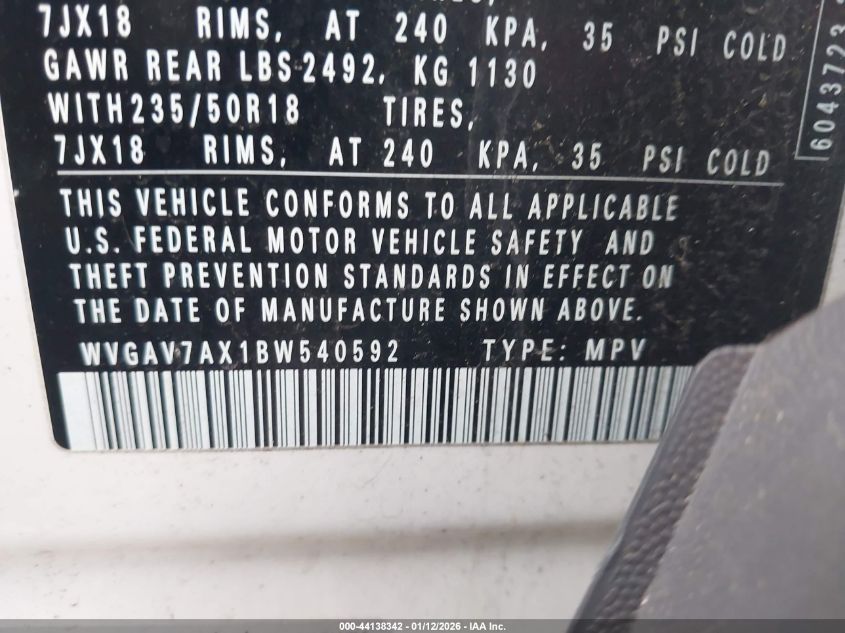 7JX18 RIMS, AT 240 KPA, 35 PSI COLD
GAWR REAR LBS 2492, KG 1130
WITH 235/50R18 TIRES,
7JX18 RIMS, AT 240 KPA, 35 PSI COLD
THIS VEHICLE CONFORMS TO ALL APPLICABLE
U.S. FEDERAL MOTOR VEHICLE SAFETY AND
THEFT PREVENTION STANDARDS IN EFFECT ON
THE DATE OF MANUFACTURE SHOWN ABOVE.
WVGAV7AX1BW540592 TYPE: MPV
6043723
000-44138342 - 01/12/2026 - IAA Inc.